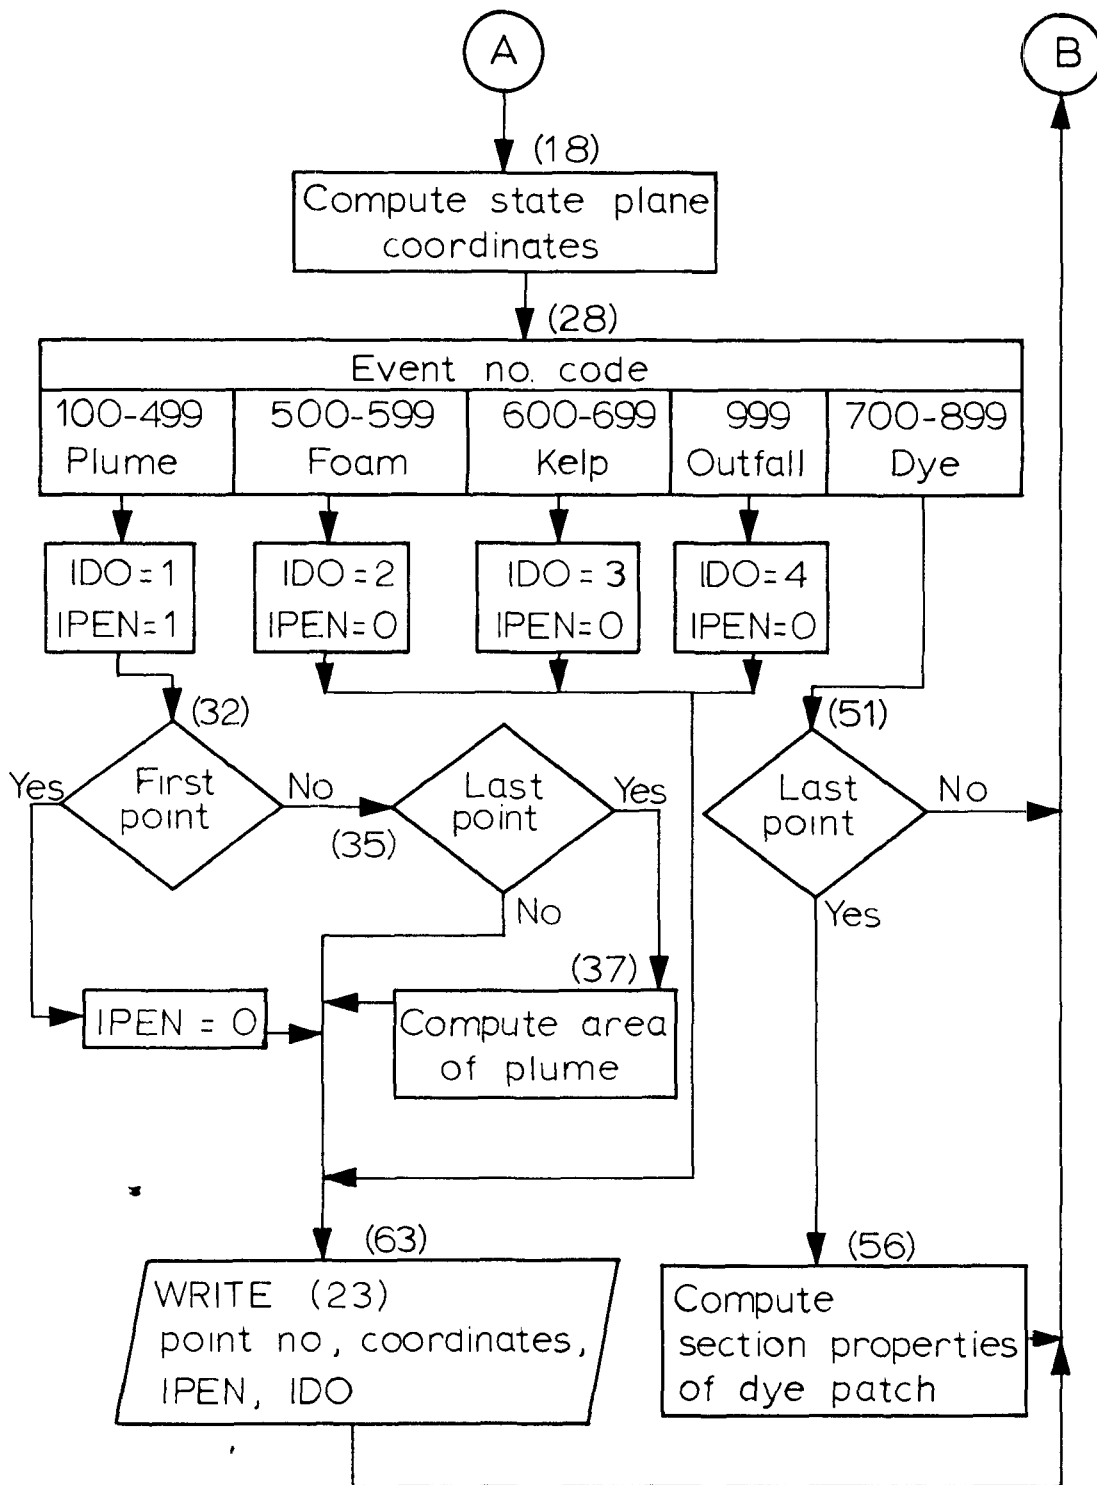 A
B
(18)
Compute state plane
coordinates
(28)
Event no. code
100-499
Plume
500-599
Foam
600-699
Kelp
999
Outfall
700-899
Dye
IDO = 1
IPEN = 1
IDO = 2
IPEN = 0
IDO = 3
IPEN = 0
IDO = 4
IPEN = 0
(32)
Yes
First
point
No
(35)
Last
point
Yes
No
(51)
Last
point
No
Yes
(37)
IPEN = 0
Compute area
of plume
(63)
WRITE (23)
point no, coordinates,
IPEN, IDO
(56)
Compute
section properties
of dye patch